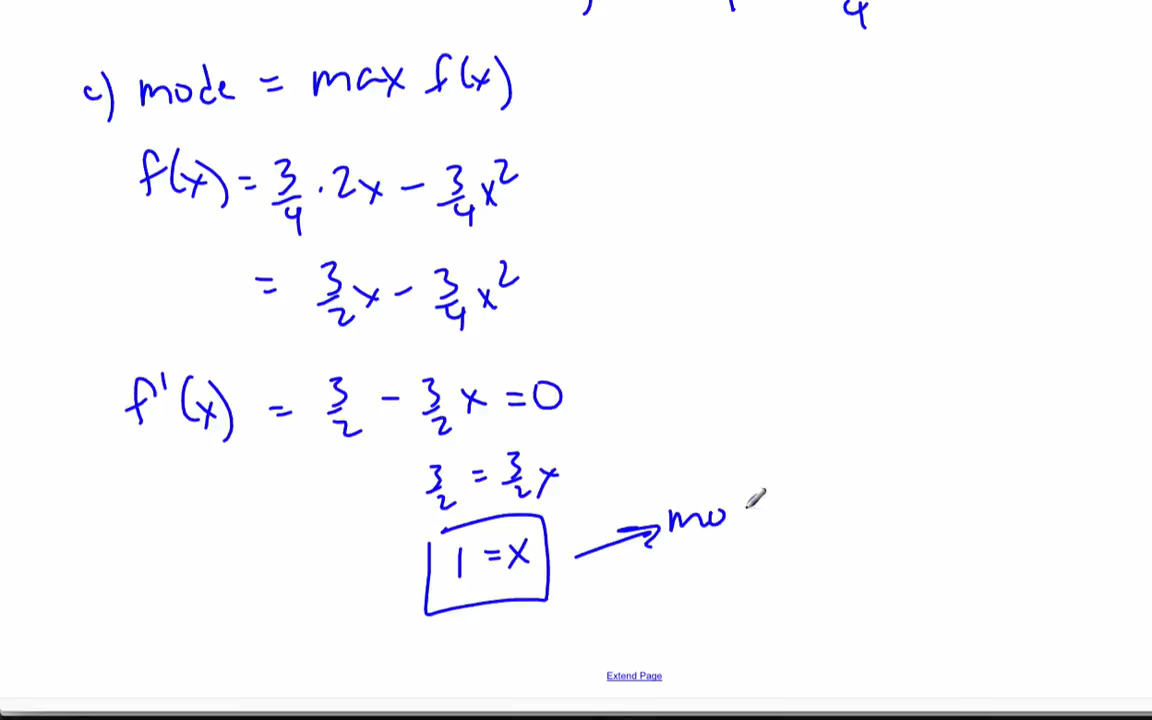 4
c) mode = max f(x)
f(x) = 3/4 · 2x − 3/4 x²
= 3/2 x − 3/4 x²
f'(x) = 3/2 − 3/2 x = 0
3/2 = 3/2 x
1 = x → mo
Extend Page